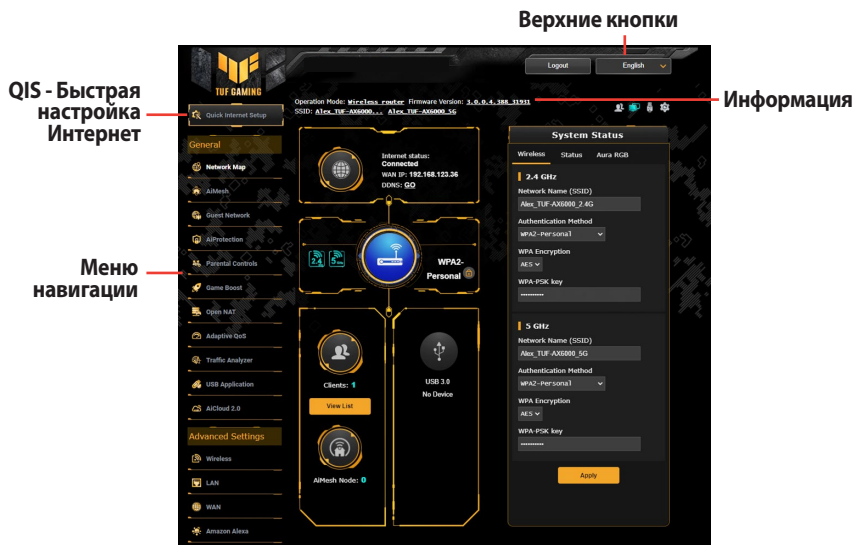 Верхние кнопки
QIS - Быстрая
настройка
Интернет
Информация
Меню
навигации
TUF GAMING
Logout
English
Operation Mode: Wireless router Firmware Version: 3.0.0.4.388_31931
SSID: Alex_TUF-AX6000... Alex_TUF-AX6000_5G
Quick Internet Setup
General
Network Map
AiMesh
Guest Network
AiProtection
Parental Controls
Game Boost
Open NAT
Adaptive QoS
Traffic Analyzer
USB Application
AiCloud 2.0
Advanced Settings
Wireless
LAN
WAN
Amazon Alexa
Internet status:
Connected
WAN IP: 192.168.123.36
DDNS: GO
2.4
5
WPA2-
Personal
Clients: 1
View List
AiMesh Node: 0
USB 3.0
No Device
System Status
Wireless Status Aura RGB
2.4 GHz
Network Name (SSID)
Alex_TUF-AX6000_2.4G
Authentication Method
WPA2-Personal
WPA Encryption
AES
WPA-PSK key
5 GHz
Network Name (SSID)
Alex_TUF-AX6000_5G
Authentication Method
WPA2-Personal
WPA Encryption
AES
WPA-PSK key
Apply